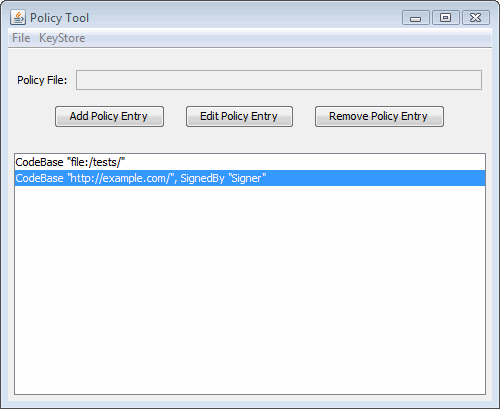 Policy Tool
File KeyStore
Policy File:
Add Policy Entry Edit Policy Entry Remove Policy Entry
CodeBase "file:/tests/"
CodeBase "http://example.com/", SignedBy "Signer"